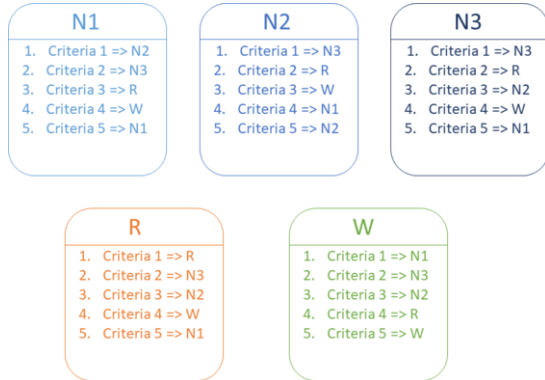 N1
1. Criteria 1 => N2
2. Criteria 2 => N3
3. Criteria 3 => R
4. Criteria 4 => W
5. Criteria 5 => N1
N2
1. Criteria 1 => N3
2. Criteria 2 => R
3. Criteria 3 => W
4. Criteria 4 => N1
5. Criteria 5 => N2
N3
1. Criteria 1 => N3
2. Criteria 2 => R
3. Criteria 3 => N2
4. Criteria 4 => W
5. Criteria 5 => N1
R
1. Criteria 1 => R
2. Criteria 2 => N3
3. Criteria 3 => N2
4. Criteria 4 => W
5. Criteria 5 => N1
W
1. Criteria 1 => N1
2. Criteria 2 => N3
3. Criteria 3 => N2
4. Criteria 4 => R
5. Criteria 5 => W